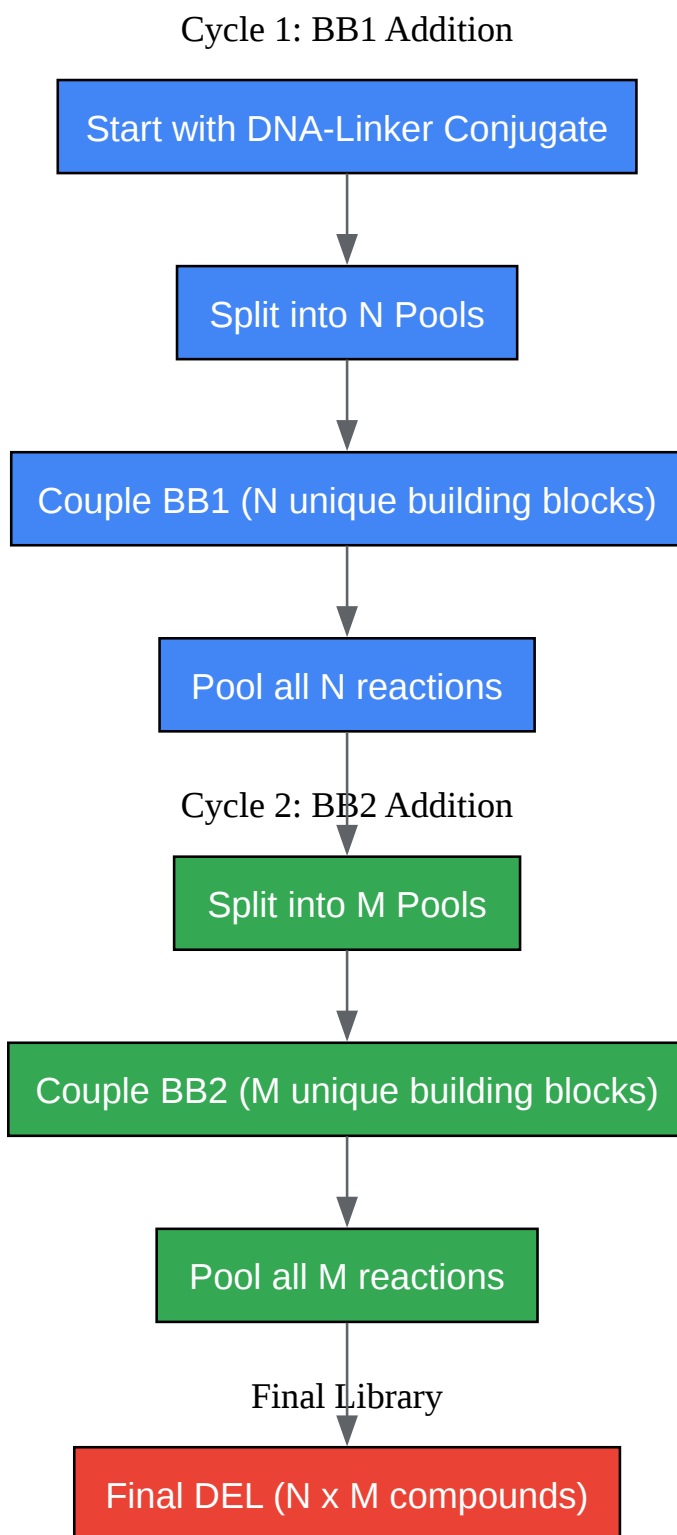 Cycle 1: BB1 Addition
Start with DNA-Linker Conjugate
Split into N Pools
Couple BB1 (N unique building blocks)
Pool all N reactions
Cycle 2: BB2 Addition
Split into M Pools
Couple BB2 (M unique building blocks)
Pool all M reactions
Final Library
Final DEL (N x M compounds)